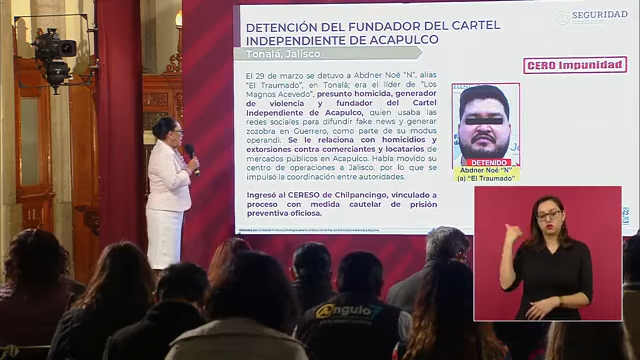 DETENCIÓN DEL FUNDADOR DEL CARTEL
INDEPENDIENTE DE ACAPULCO
Tonalá, Jalisco
SEGURIDAD
CERO Impunidad
El 29 de marzo se detuvo a Abdner Noé “N”, alias
“El Traumado”, en Tonalá; era el líder de “Los
Magnos Acevedo”, presunto homicida, generador
de violencia y fundador del Cartel
Independiente de Acapulco, quien usaba las
redes sociales para difundir fake news y generar
zozobra en Guerrero, como parte de su modus
operandi. Se le relaciona con homicidios y
extorsiones contra comerciantes y locatarios de
mercados públicos en Acapulco. Había movido su
centro de operaciones a Jalisco, por lo que se
impulsó la coordinación entre autoridades.
Ingresó al CERESO de Chilpancingo, vinculado a
proceso con medida cautelar de prisión
preventiva oficiosa.
DETENIDO
Abdner Noé “N”
(a) “El Traumado”
Angulo7